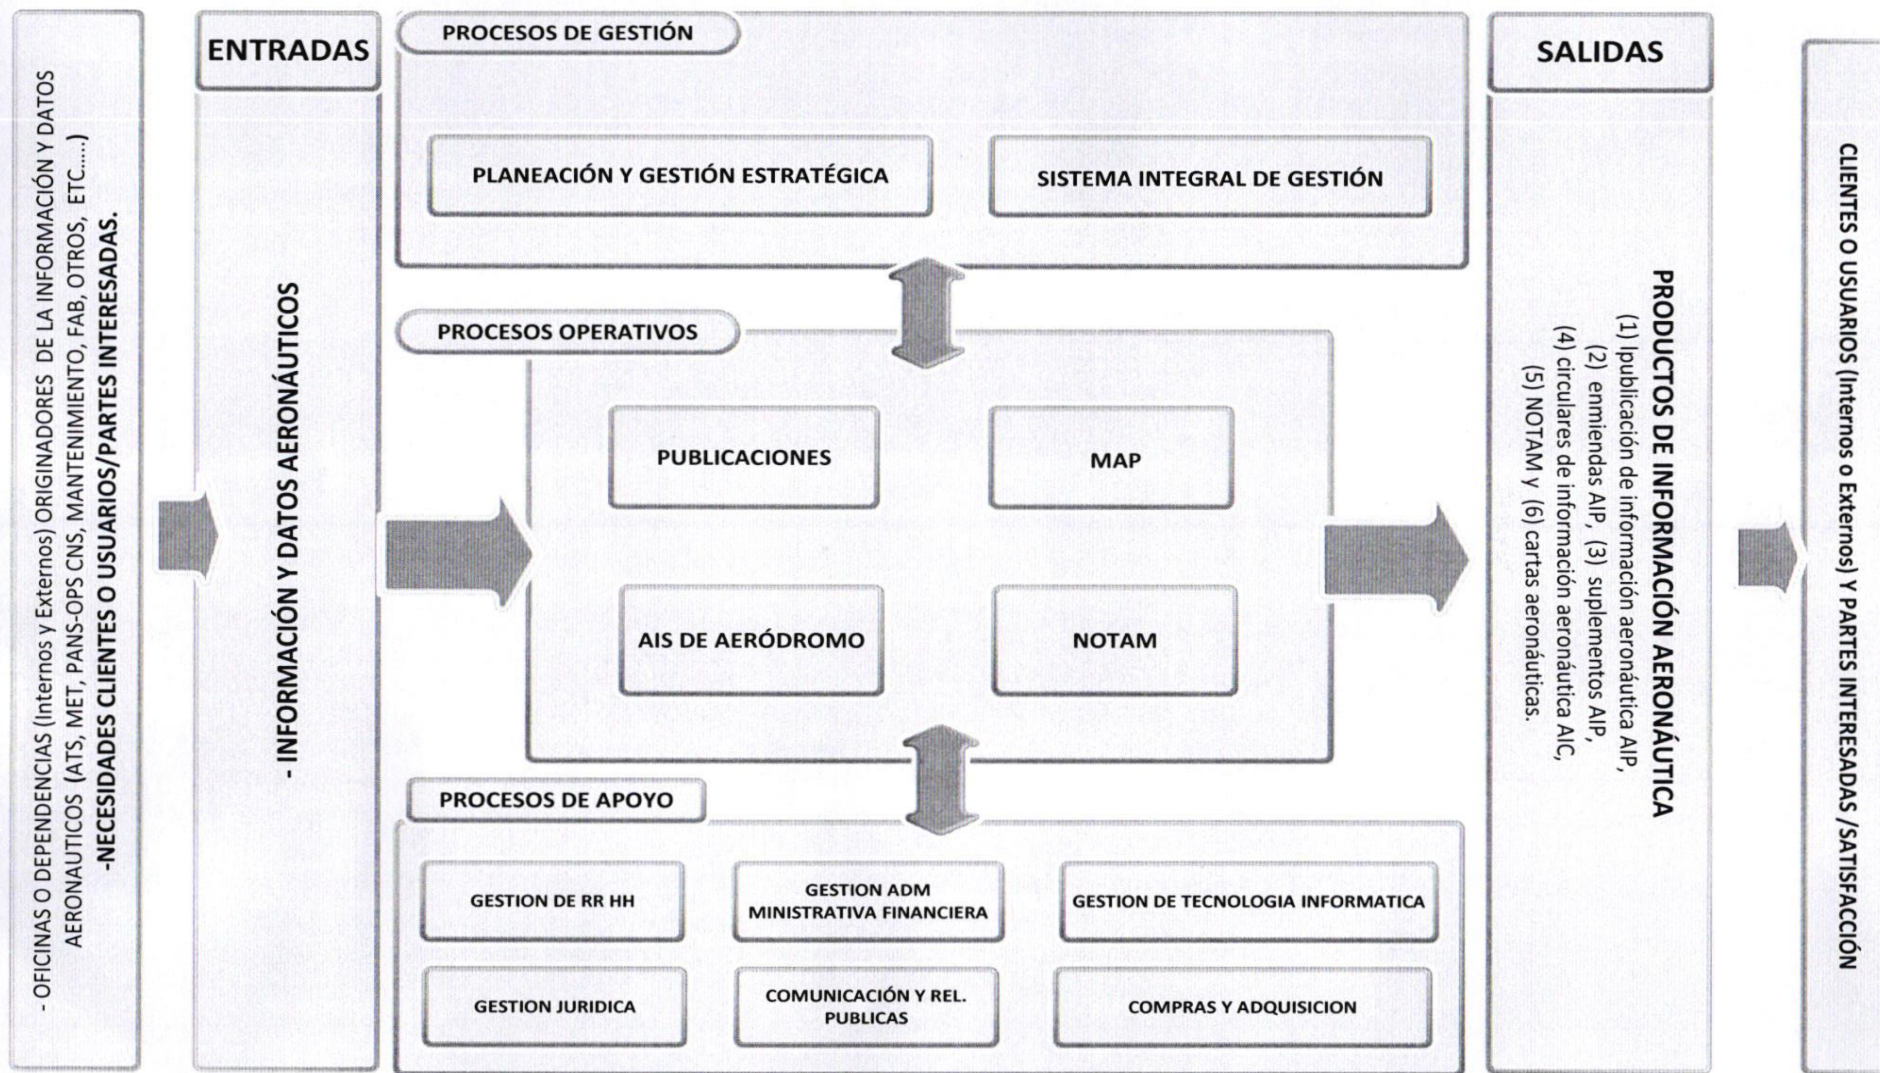 - OFICINAS O DEPENDENCIAS (Internos y Externos) ORIGINADORES DE LA INFORMACIÓN Y DATOS
AERONAUTICOS (ATS, MET, PANS-OPS CNS, MANTENIMIENTO, FAB, OTROS, ETC......)
-NECESIDADES CLIENTES O USUARIOS/PARTES INTERESADAS.
ENTRADAS
- INFORMACIÓN Y DATOS AERONÁUTICOS
PROCESOS DE GESTIÓN
PLANEACIÓN Y GESTIÓN ESTRATÉGICA
SISTEMA INTEGRAL DE GESTIÓN
PROCESOS OPERATIVOS
PUBLICACIONES
MAP
AIS DE AERÓDROMO
NOTAM
PROCESOS DE APOYO
GESTION DE RR HH
GESTION ADM
MINISTRATIVA FINANCIERA
GESTION DE TECNOLOGIA INFORMATICA
GESTION JURIDICA
COMUNICACIÓN Y REL.
PUBLICAS
COMPRAS Y ADQUISICION
SALIDAS
PRODUCTOS DE INFORMACIÓN AERONÁUTICA
(1) lpublicación de información aeronáutica AIP,
(2) enmiendas AIP, (3) suplementos AIP,
(4) circulares de información aeronáutica AIC,
(5) NOTAM y (6) cartas aeronáuticas.
CLIENTES O USUARIOS (Internos o Externos) Y PARTES INTERESADAS /SATISFACCIÓN